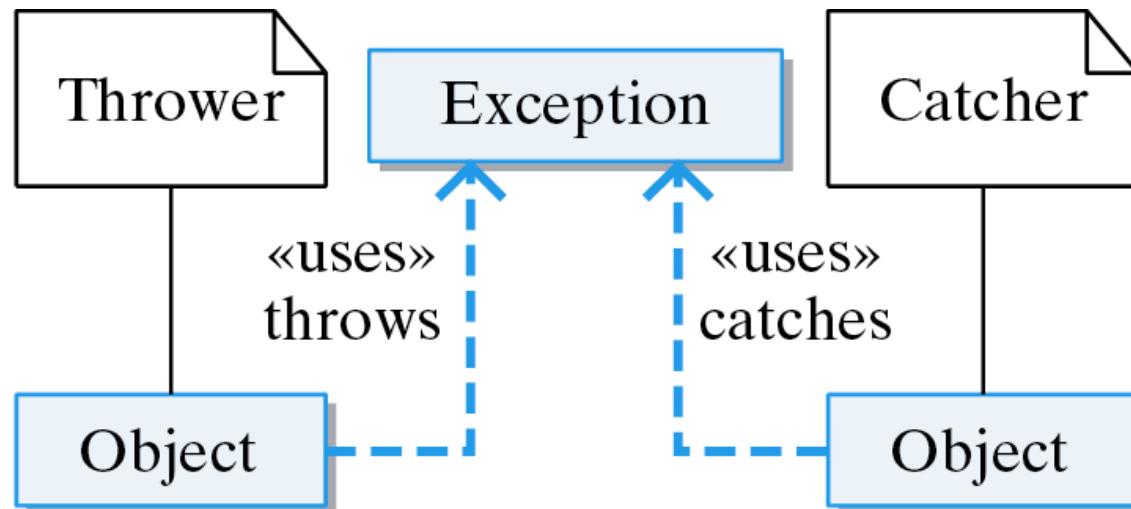 Thrower
Exception
Catcher
«uses»
throws
«uses»
catches
Object
Object